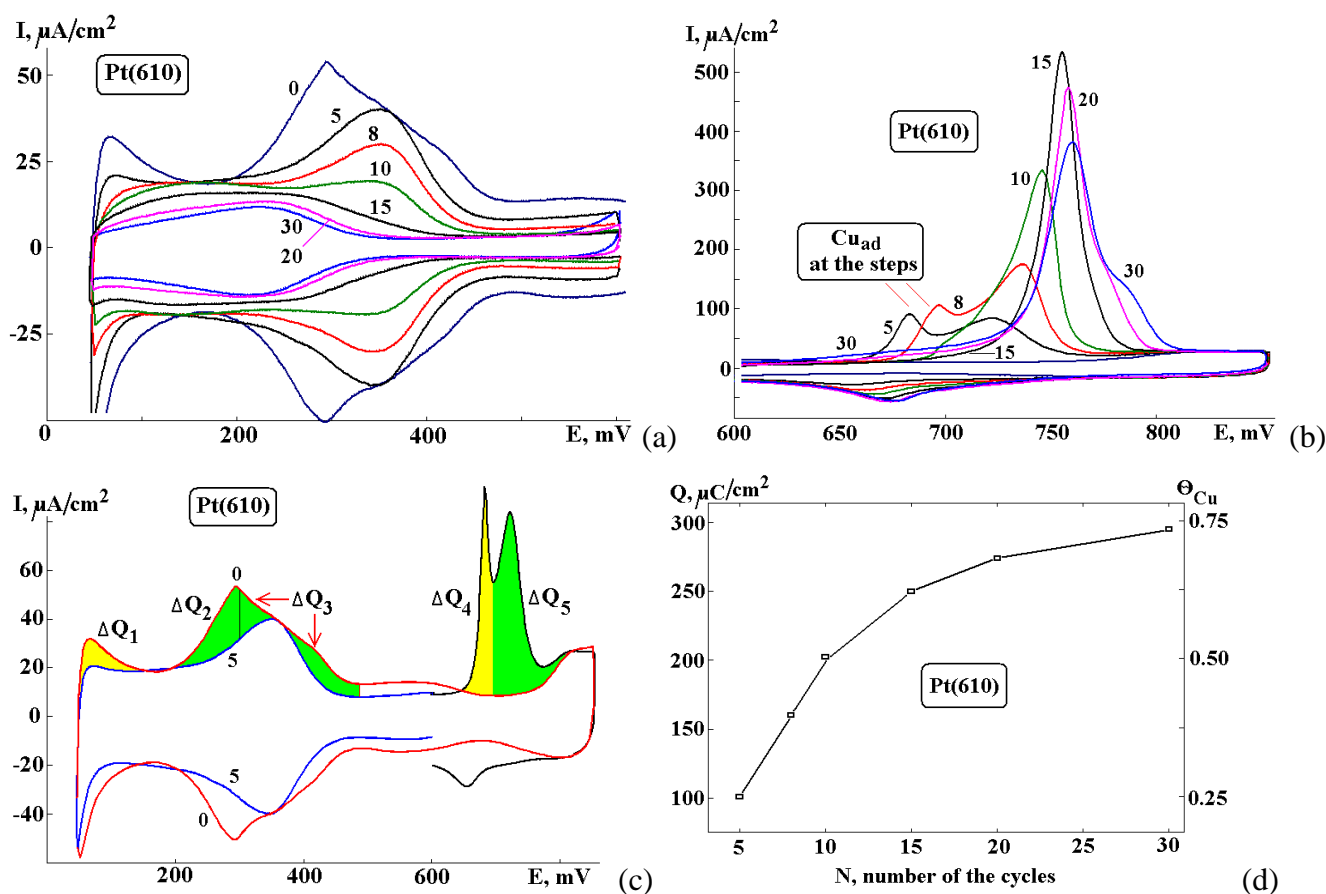 I, µA/cm2
Pt(610)
50
25
0
-25
0
5
8
10
15
30
20
0
200
400
E, mV
(a)
I, µA/cm2
500
400
300
200
100
0
Pt(610)
15
20
10
30
Cuad
at the steps
5
8
30
15
600
650
700
750
800
E, mV
(b)
I, µA/cm2
Pt(610)
60
40
20
0
-20
-40
0
ΔQ1
ΔQ2
ΔQ3
ΔQ4
ΔQ5
5
5
0
200
400
600
E, mV
(c)
Q, µC/cm2
ΘCu
300
250
200
150
100
0.75
0.50
0.25
Pt(610)
5
10
15
20
25
30
N, number of the cycles
(d)